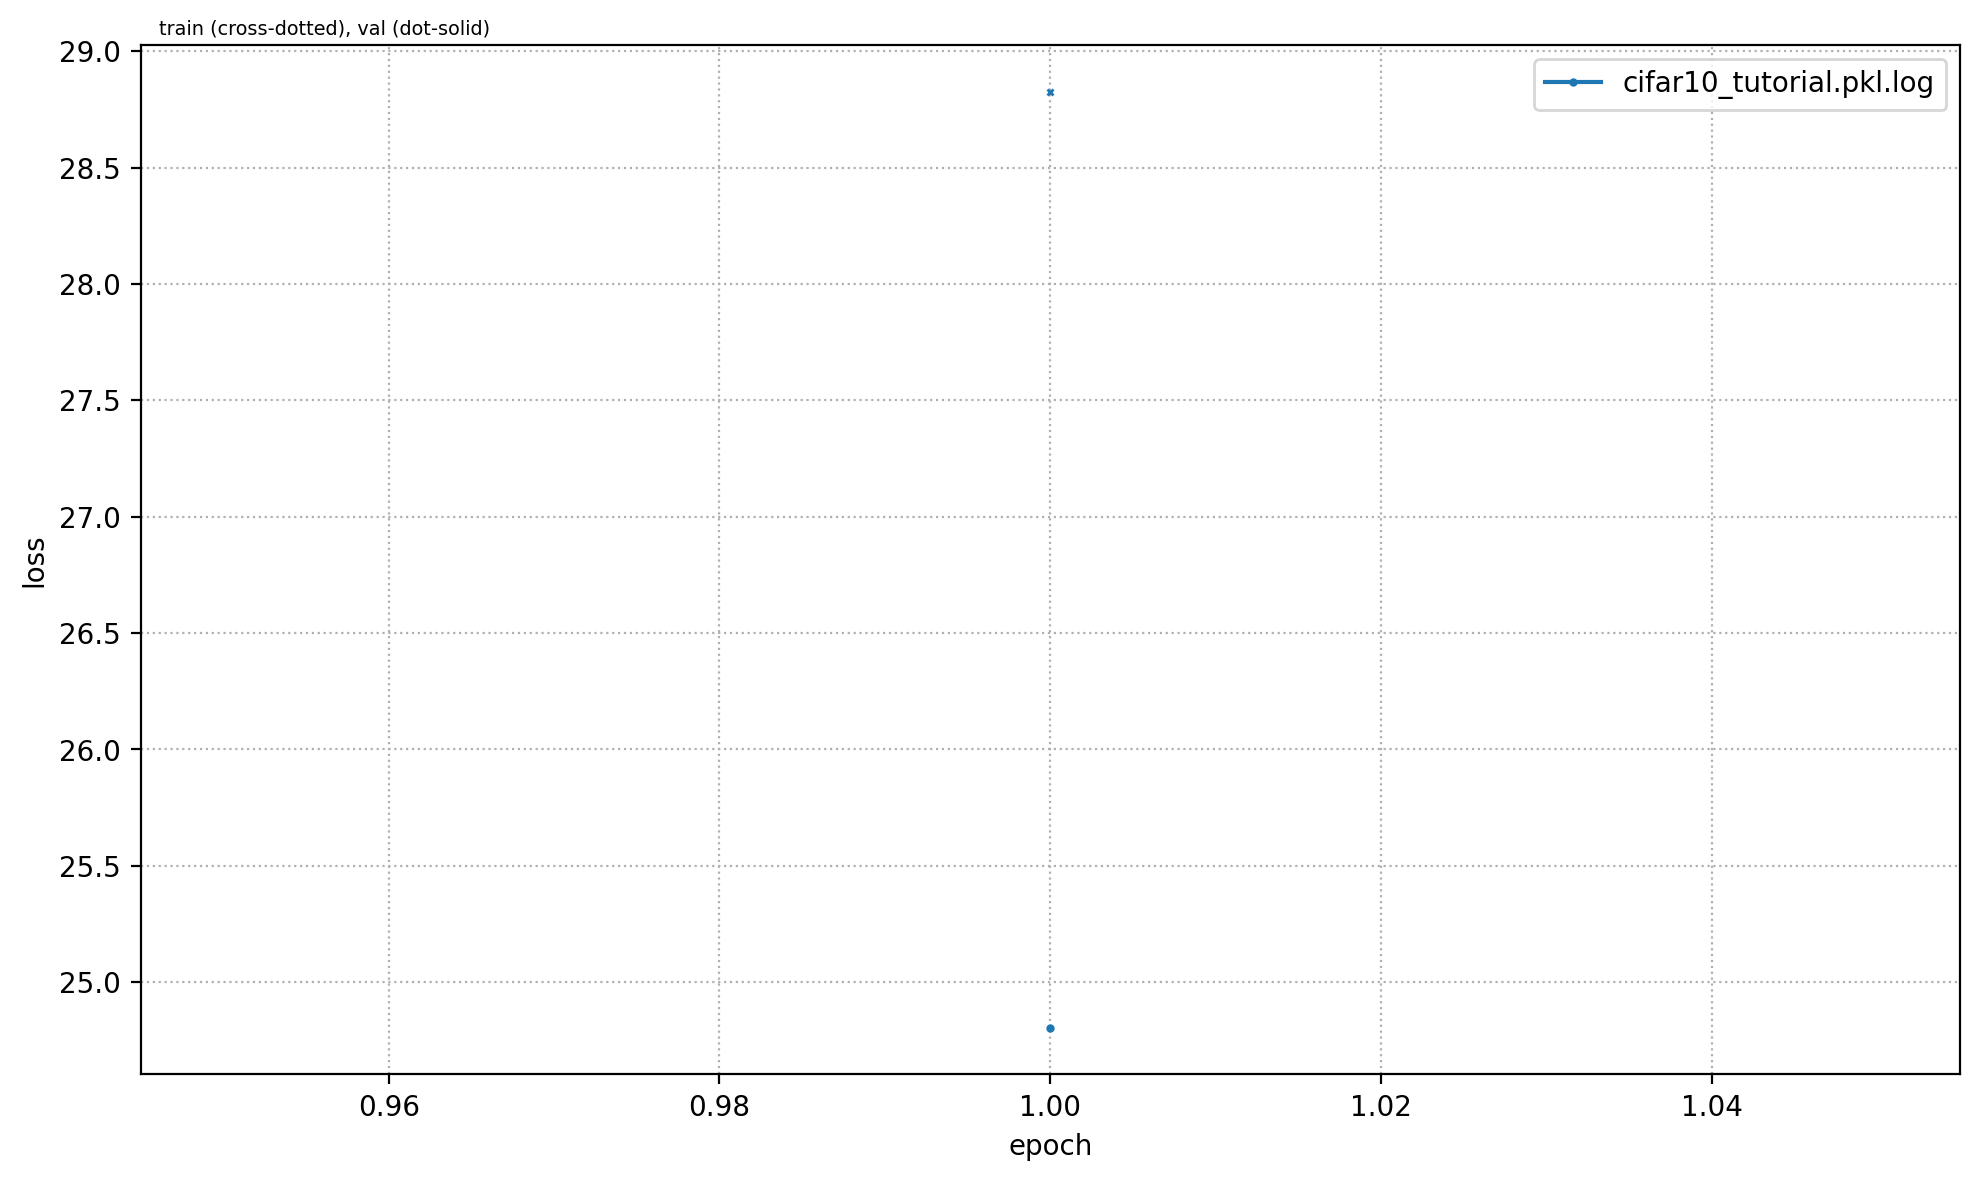 train (cross-dotted), val (dot-solid)
cifar10_tutorial.pkl.log
29.0
28.5
28.0
27.5
27.0
26.5
26.0
25.5
25.0
loss
0.96 0.98 1.00 1.02 1.04
epoch